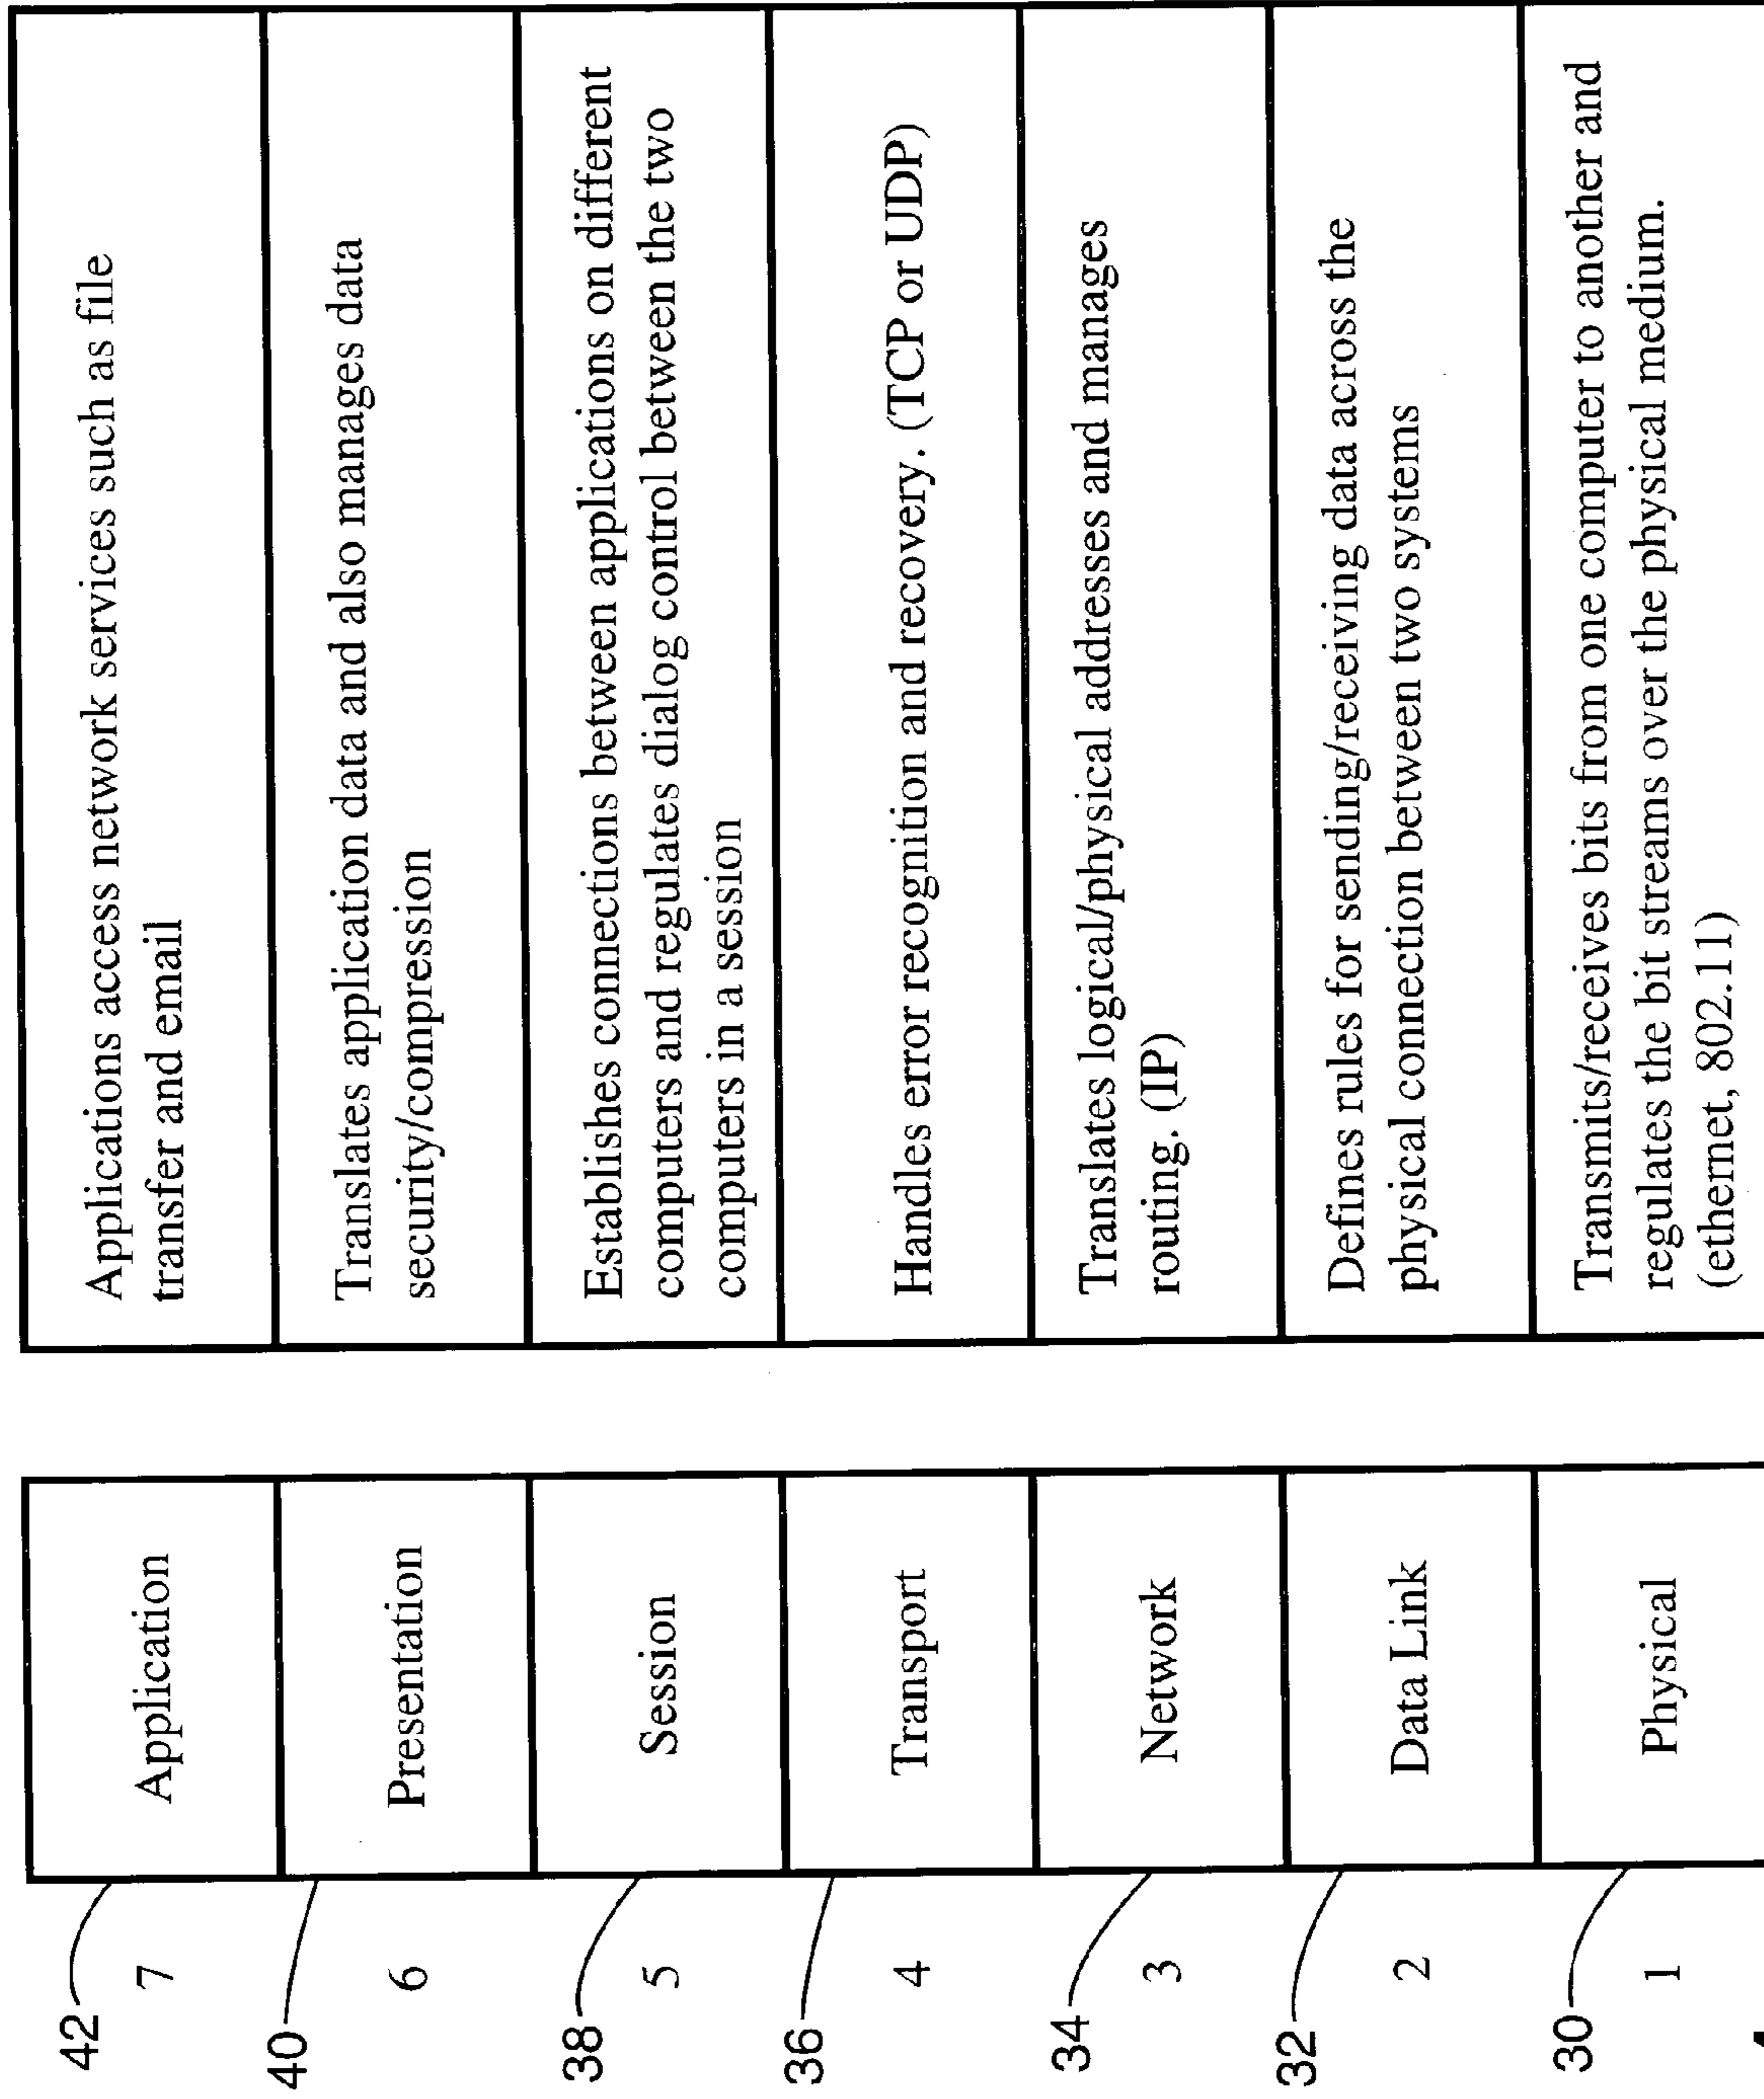 42
7
Application
Applications access network services such as file
transfer and email
40
6
Presentation
Translates application data and also manages data
security/compression
38
5
Session
Establishes connections between applications on different
computers and regulates dialog control between the two
computers in a session
36
4
Transport
Handles error recognition and recovery. (TCP or UDP)
34
3
Network
Translates logical/physical addresses and manages
routing. (IP)
32
2
Data Link
Defines rules for sending/receiving data across the
physical connection between two systems
30
1
Physical
Transmits/receives bits from one computer to another and
regulates the bit streams over the physical medium.
(ethernet, 802.11)